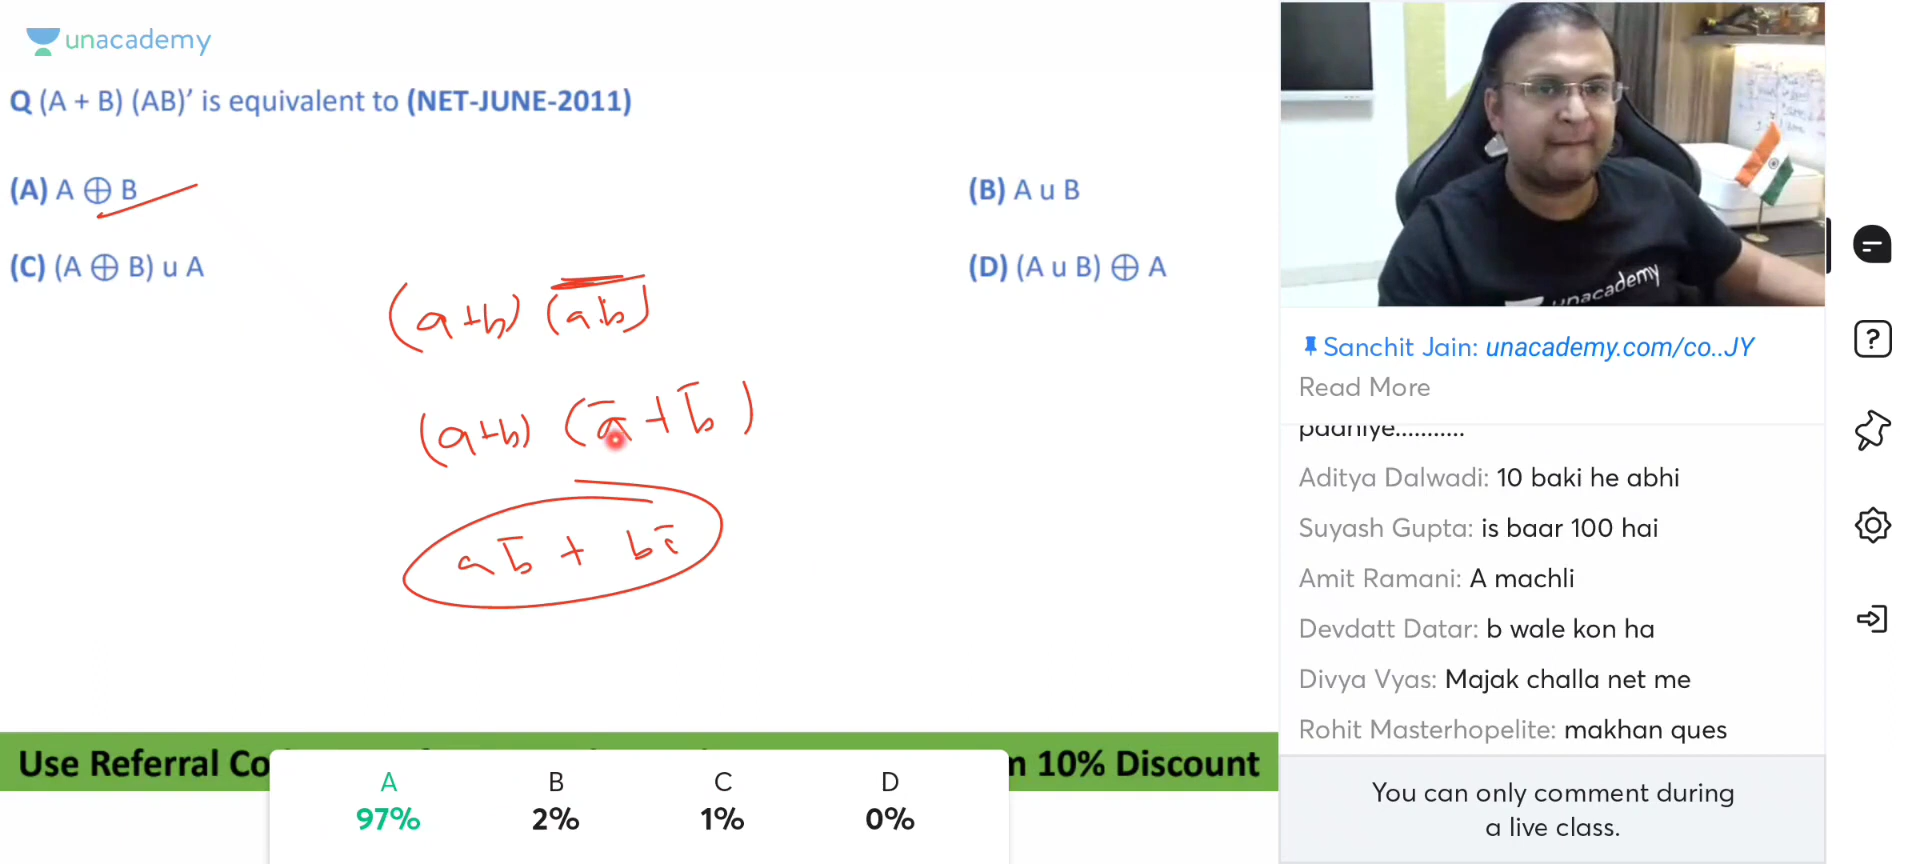 unacademy
Q (A + B) (AB)’ is equivalent to (NET-JUNE-2011)
(A) A ⊕ B
(B) A u B
(C) (A ⊕ B) u A
(D) (A u B) ⊕ A
(a+b) (a.b)̅
(a+b) (a̅ + b̅)
a b̅ + b a̅
Use Referral Co
n 10% Discount
A B C D
97% 2% 1% 0%
unacademy
Sanchit Jain: unacademy.com/co..JY
Read More
paaniye...........
Aditya Dalwadi: 10 baki he abhi
Suyash Gupta: is baar 100 hai
Amit Ramani: A machli
Devdatt Datar: b wale kon ha
Divya Vyas: Majak challa net me
Rohit Masterhopelite: makhan ques
You can only comment during
a live class.
?